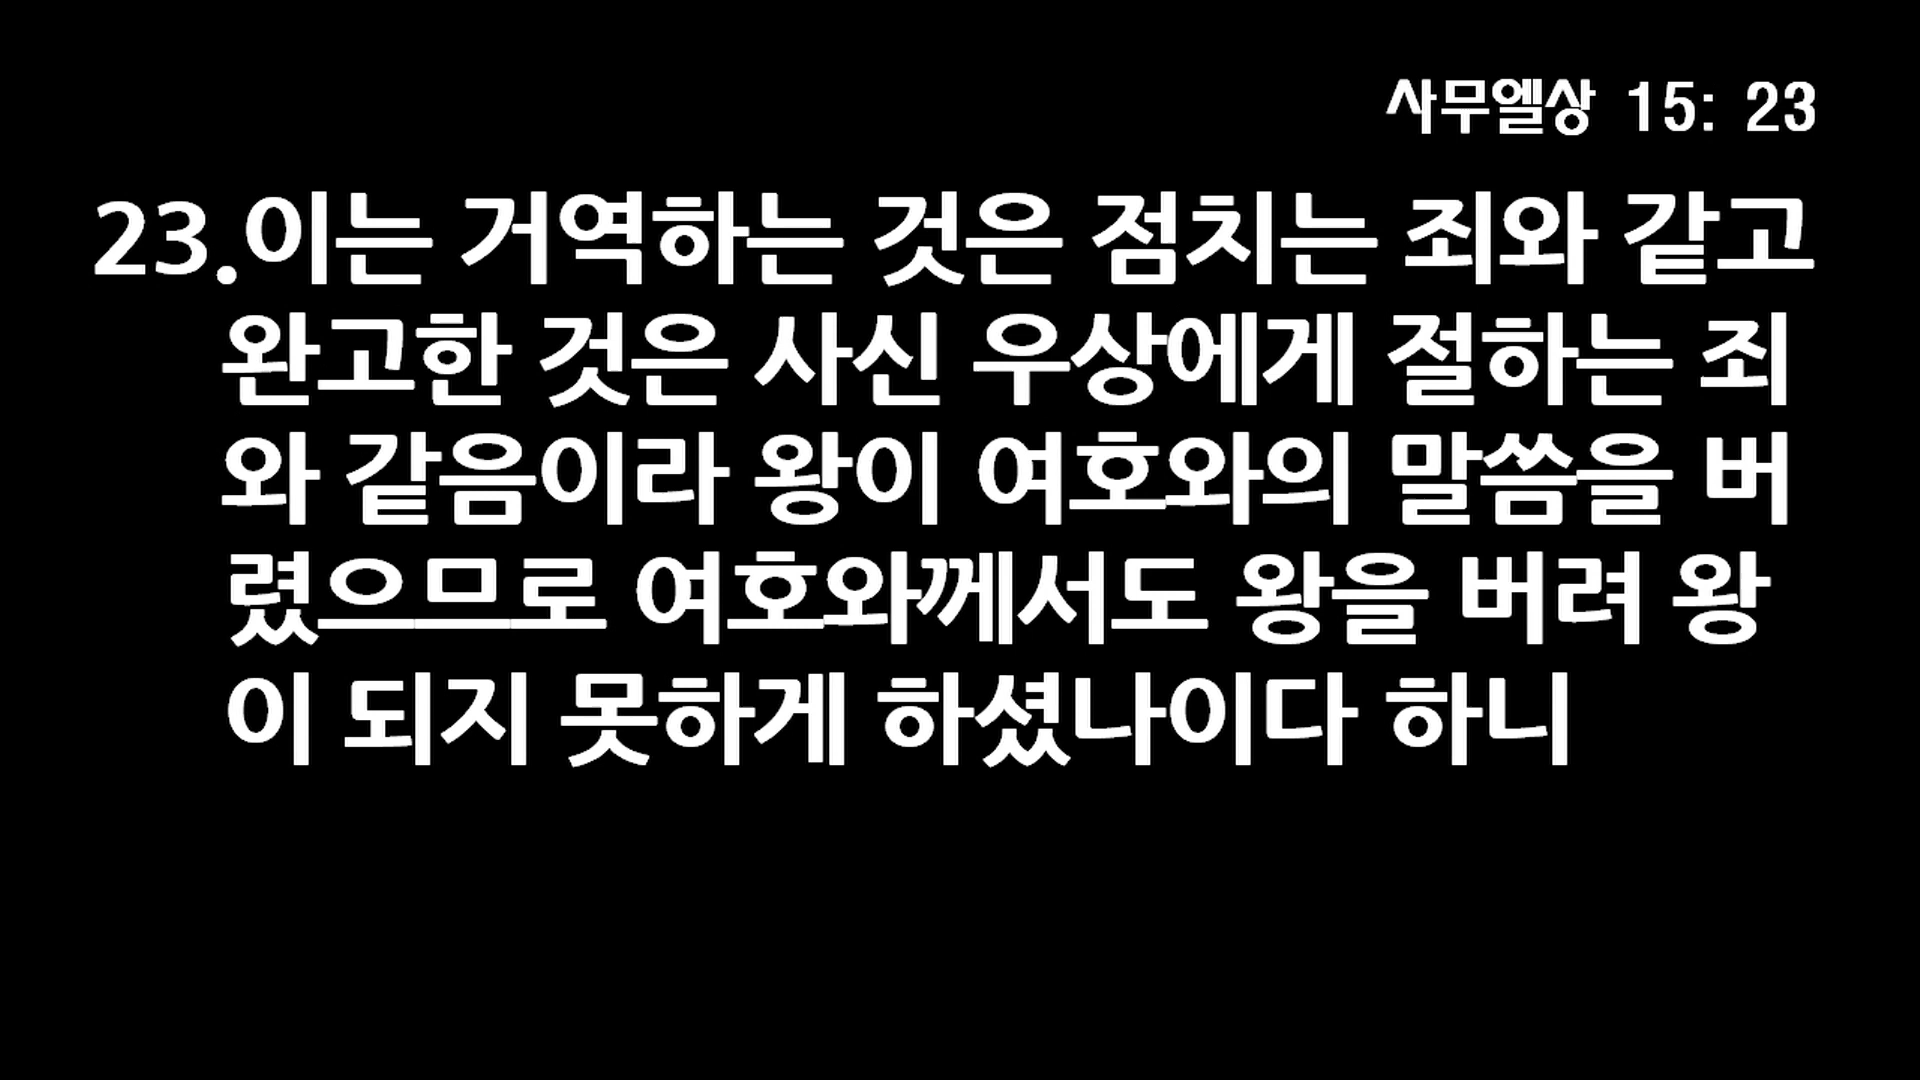 사무엘상 15: 23
23.이는 거역하는 것은 점치는 죄와 같고
완고한 것은 사신 우상에게 절하는 죄
와 같음이라 왕이 여호와의 말씀을 버
렸으므로 여호와께서도 왕을 버려 왕
이 되지 못하게 하셨나이다 하니